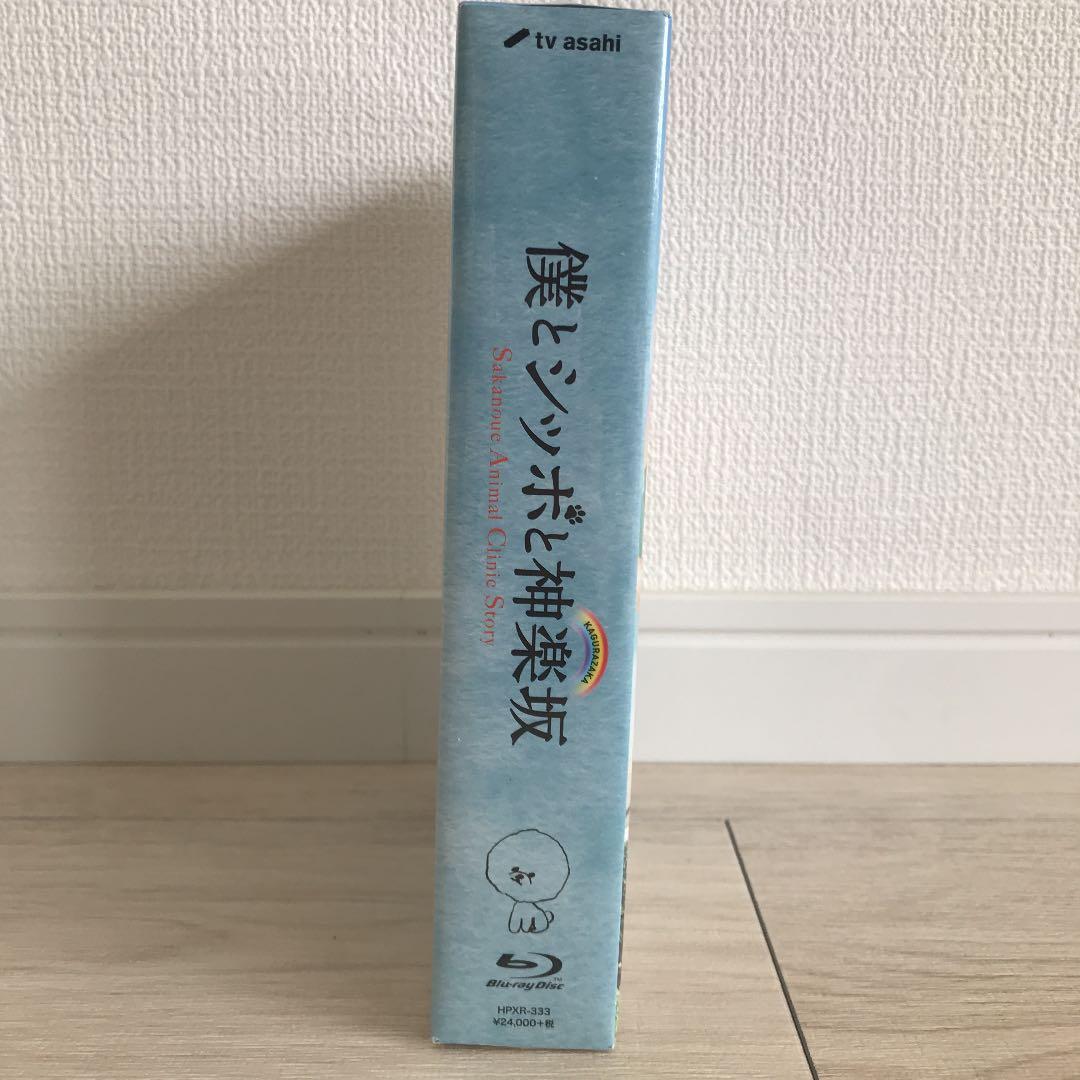 tv asahi
僕とシッポと神楽坂
KAGURAZAKA
Sakanoue Animal Clinic Story
Blu-ray Disc
TM
HPXR-333
¥24,000+税